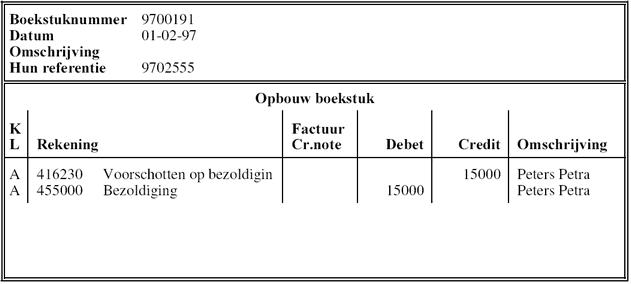 Boekstuknummer 9700191
Datum 01-02-97
Omschrijving
Hun referentie 9702555
Opbouw boekstuk
K Factuur
L Rekening Cr.note Debet Credit Omschrijving
A 416230 Voorschotten op bezoldigin 15000 Peters Petra
A 455000 Bezoldiging 15000 Peters Petra